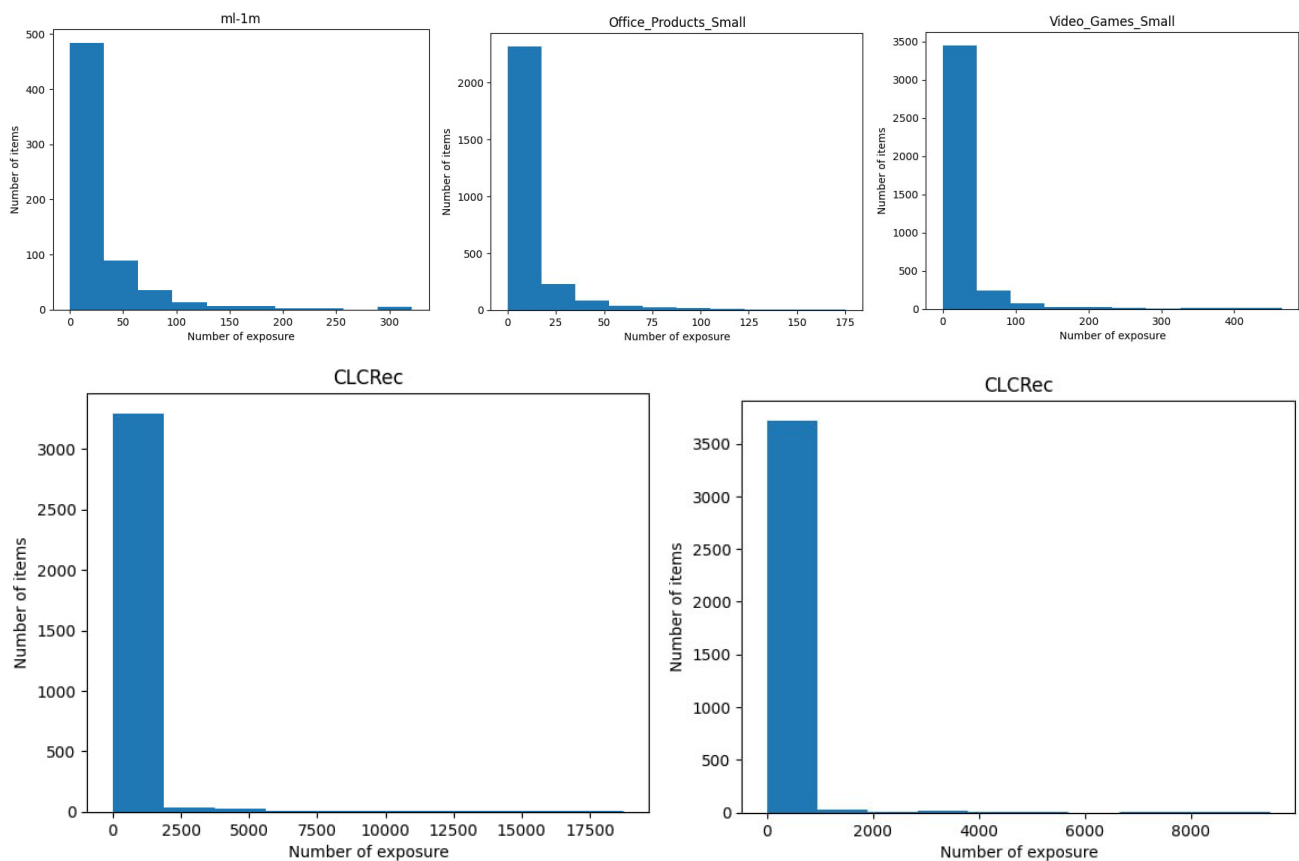 ml-1m
500
400
300
200
100
0
Number of items
0 50 100 150 200 250 300
Number of exposure
Office_Products_Small
2000
1500
1000
500
0
Number of items
0 25 50 75 100 125 150 175
Number of exposure
Video_Games_Small
3500
3000
2500
2000
1500
1000
500
0
Number of items
0 100 200 300 400
Number of exposure
CLCRec
3000
2500
2000
1500
1000
500
0
Number of items
0 2500 5000 7500 10000 12500 15000 17500
Number of exposure
CLCRec
3500
3000
2500
2000
1500
1000
500
0
Number of items
0 2000 4000 6000 8000
Number of exposure